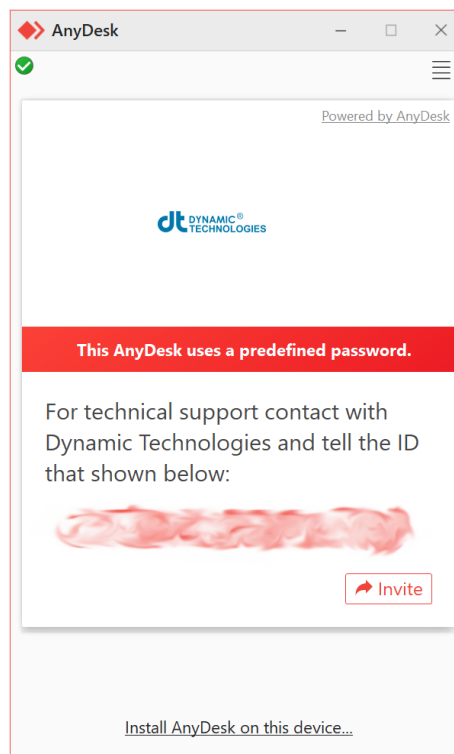 AnyDesk
Powered by AnyDesk
dt DYNAMIC®
TECHNOLOGIES
This AnyDesk uses a predefined password.
For technical support contact with
Dynamic Technologies and tell the ID
that shown below:
Invite
Install AnyDesk on this device...